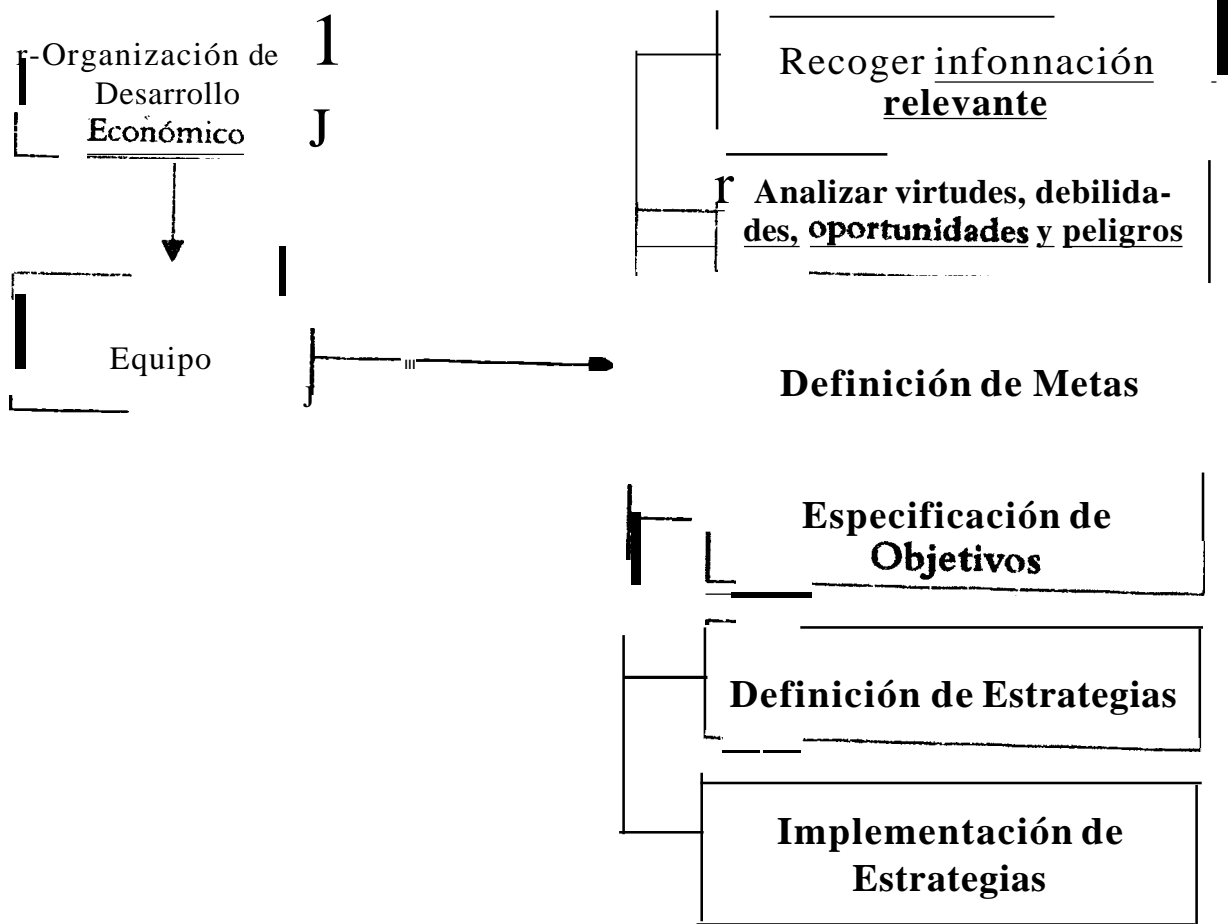 r-Organización de 1
Desarrollo
Económico J
Equipo
J
Recoger infonnación
relevante
r Analizar virtudes, debilida-
des, oportunidades y peligros
Definición de Metas
Especificación de
Objetivos
Definición de Estrategias
Implementación de
Estrategias